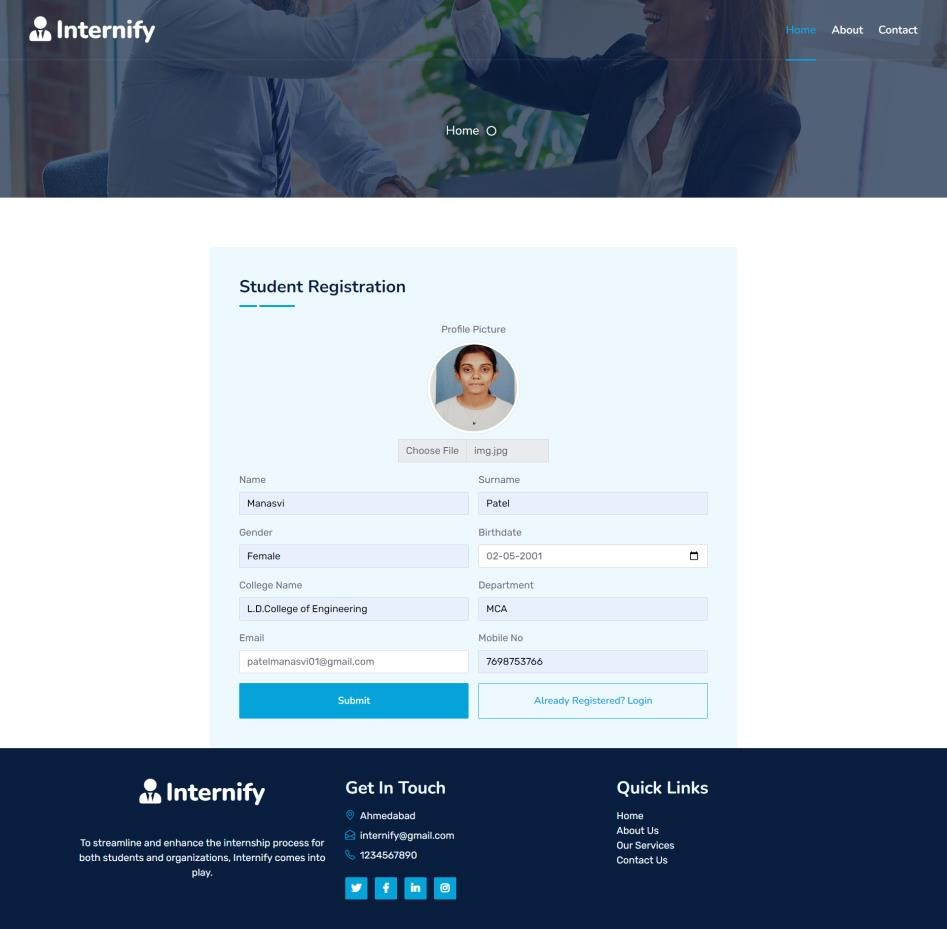 Internify
Home About Contact
Home
Student Registration
Profile Picture
Choose File img.jpg
Name Surname
Manasvi Patel
Gender Birthdate
Female 02-05-2001
College Name Department
L.D.College of Engineering MCA
Email Mobile No
patelmanasvi01@gmail.com 7698753766
Submit Already Registered? Login
Internify
To streamline and enhance the internship process for
both students and organizations, Internify comes into
play.
Get In Touch
Ahmedabad
internify@gmail.com
1234567890
Quick Links
Home
About Us
Our Services
Contact Us